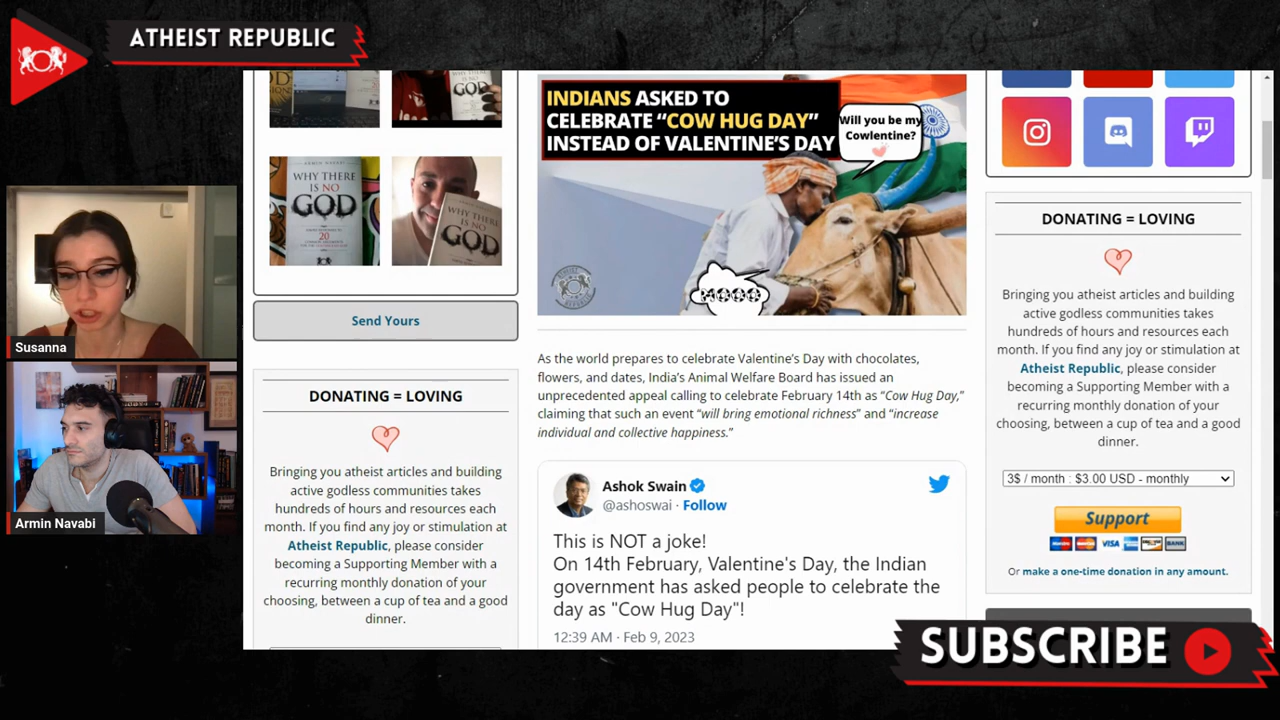 ATHEIST REPUBLIC
Susanna
Armin Navabi
WHY THERE
IS NO
GOD
20
WHY THERE
IS NO
GOD
Send Yours
DONATING = LOVING
Bringing you atheist articles and building
active godless communities takes
hundreds of hours and resources each
month. If you find any joy or stimulation at
Atheist Republic, please consider
becoming a Supporting Member with a
recurring monthly donation of your
choosing, between a cup of tea and a good
dinner.
INDIANS ASKED TO
CELEBRATE “COW HUG DAY”
INSTEAD OF VALENTINE’S DAY
Will you be my
Cowlentine?
As the world prepares to celebrate Valentine’s Day with chocolates,
flowers, and dates, India’s Animal Welfare Board has issued an
unprecedented appeal calling to celebrate February 14th as “Cow Hug Day,”
claiming that such an event “will bring emotional richness” and “increase
individual and collective happiness.”
Ashok Swain
@ashoswai · Follow
This is NOT a joke!
On 14th February, Valentine's Day, the Indian
government has asked people to celebrate the
day as "Cow Hug Day"!
12:39 AM · Feb 9, 2023
DONATING = LOVING
Bringing you atheist articles and building
active godless communities takes
hundreds of hours and resources each
month. If you find any joy or stimulation at
Atheist Republic, please consider
becoming a Supporting Member with a
recurring monthly donation of your
choosing, between a cup of tea and a good
dinner.
3$ / month : $3.00 USD - monthly
Support
VISA
BANK
Or make a one-time donation in any amount.
SUBSCRIBE